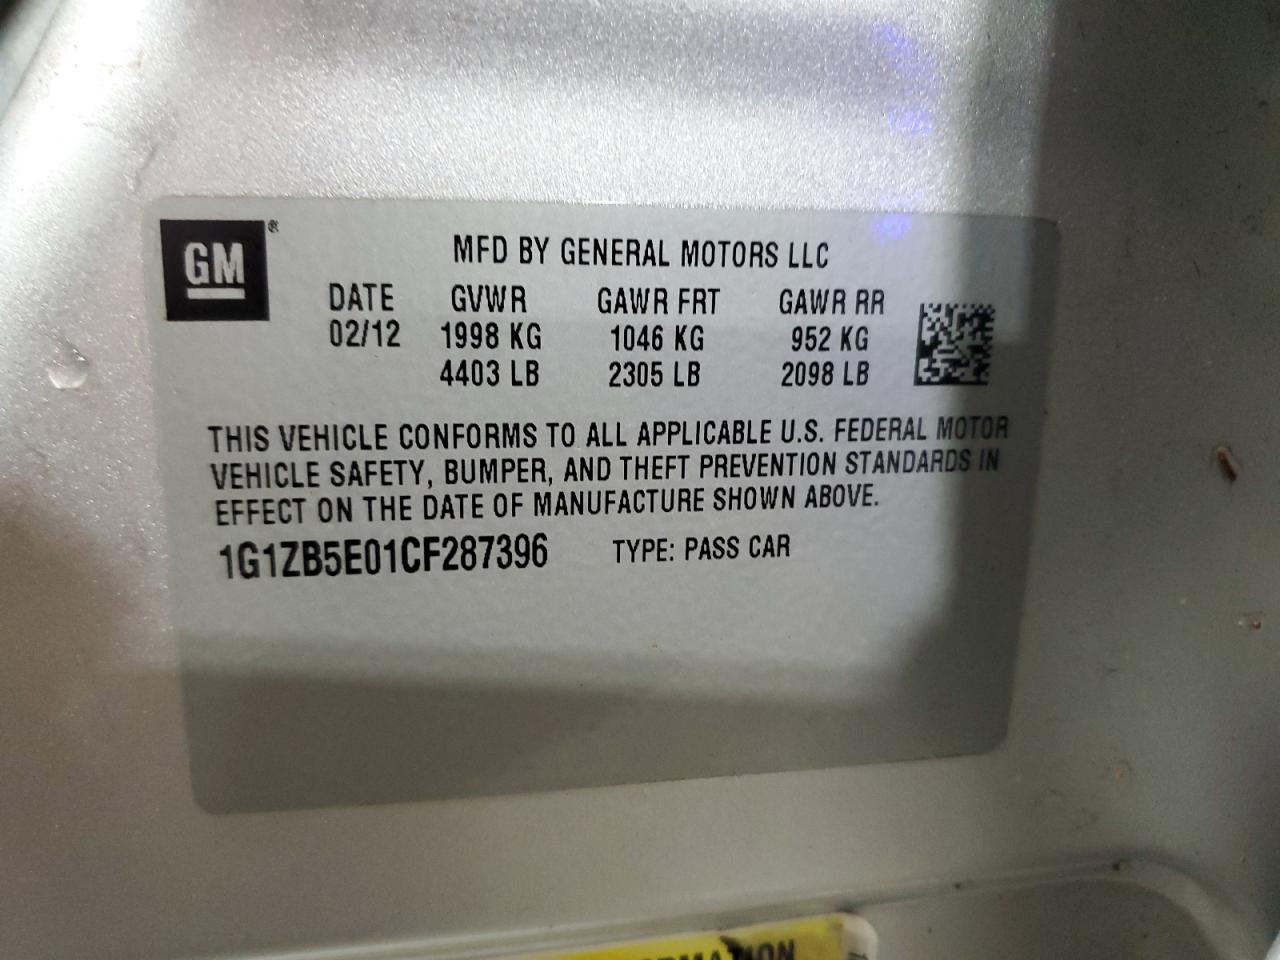 GM ®
MFD BY GENERAL MOTORS LLC
DATE GVWR GAWR FRT GAWR RR
02/12 1998 KG 1046 KG 952 KG
4403 LB 2305 LB 2098 LB
THIS VEHICLE CONFORMS TO ALL APPLICABLE U.S. FEDERAL MOTOR
VEHICLE SAFETY, BUMPER, AND THEFT PREVENTION STANDARDS IN
EFFECT ON THE DATE OF MANUFACTURE SHOWN ABOVE.
1G1ZB5E01CF287396 TYPE: PASS CAR